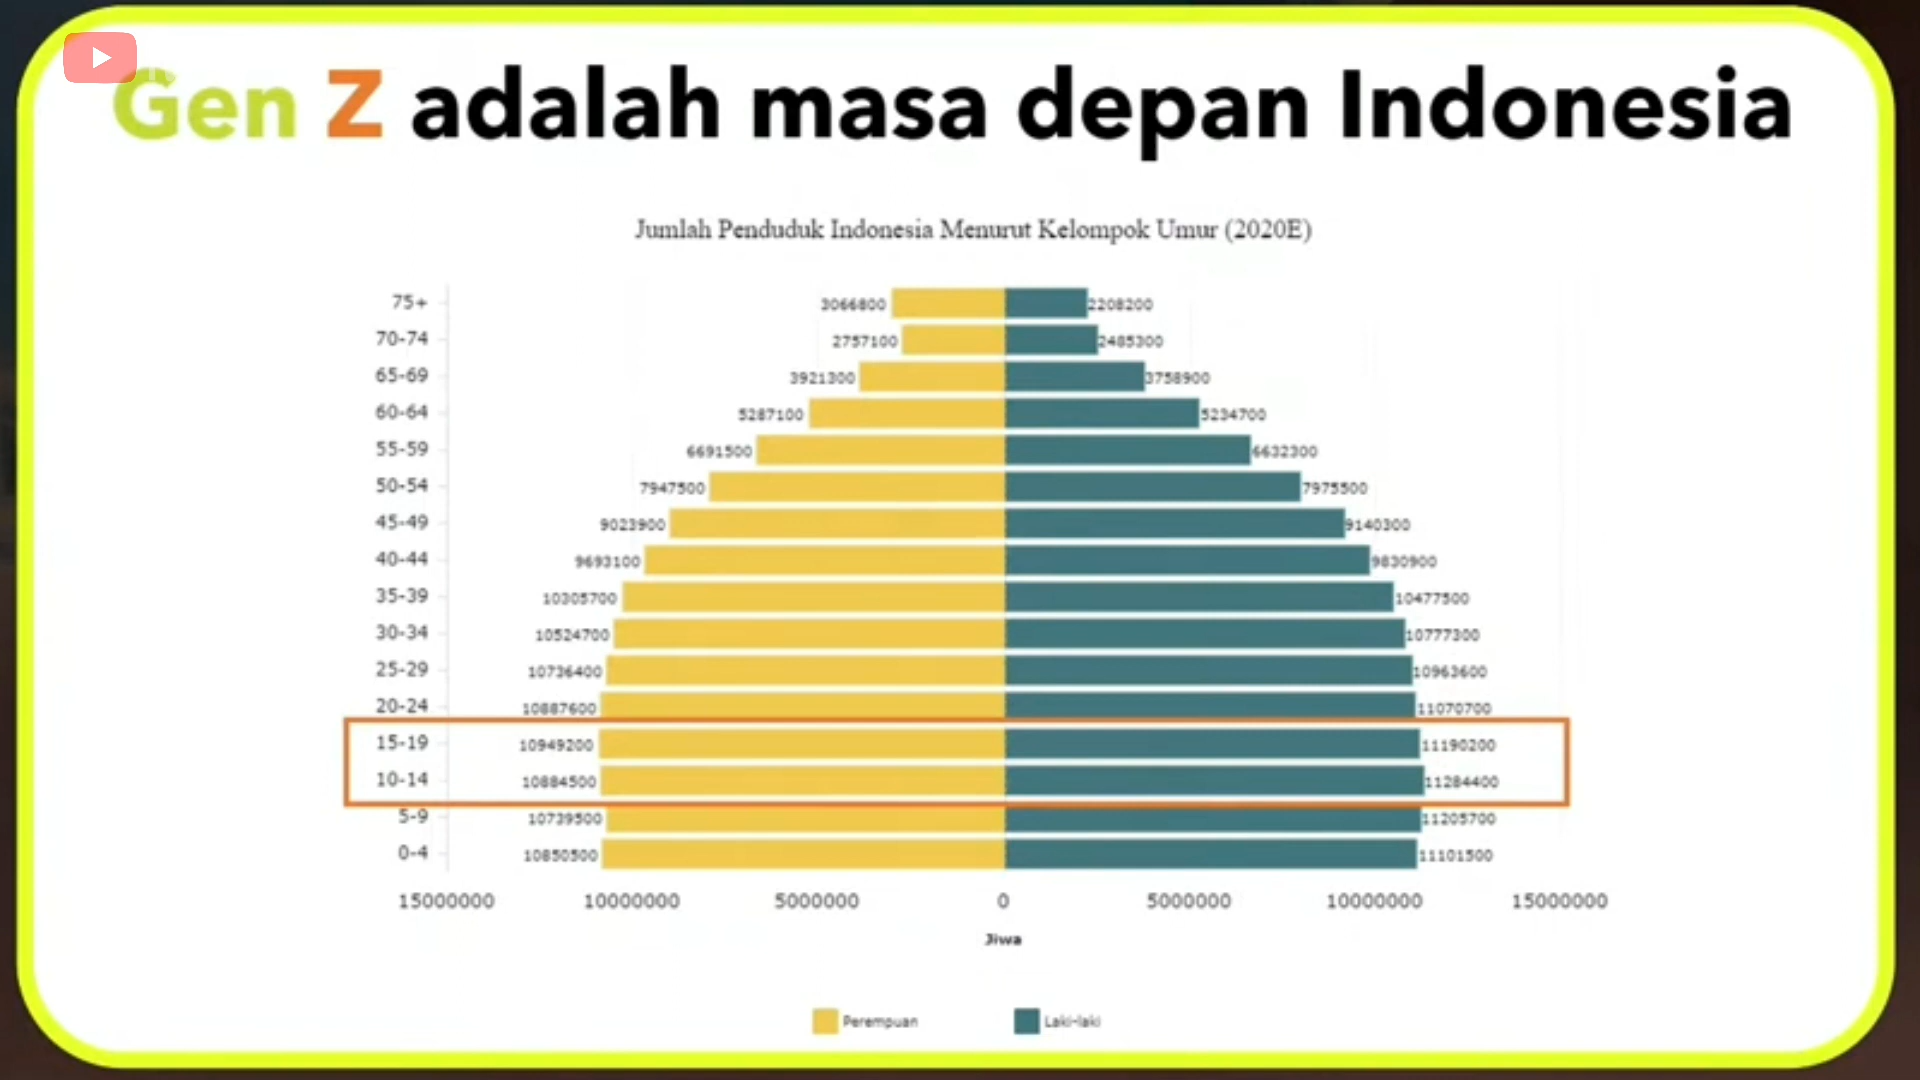 Gen Z adalah masa depan Indonesia
Jumlah Penduduk Indonesia Menurut Kelompok Umur (2020E)
75+ 3066800 2208200
70-74 2757100 2485300
65-69 3921300 3758900
60-64 5287100 5234700
55-59 6691500 6632300
50-54 7947500 7975500
45-49 9023900 9140300
40-44 9693100 9830900
35-39 10305700 10477500
30-34 10524700 10777300
25-29 10736400 10963600
20-24 10887600 11070700
15-19 10949200 11190200
10-14 10884500 11284400
5-9 10739500 11205700
0-4 10850500 11101500
15000000 10000000 5000000 0 5000000 10000000 15000000
Jiwa
Perempuan Laki-laki